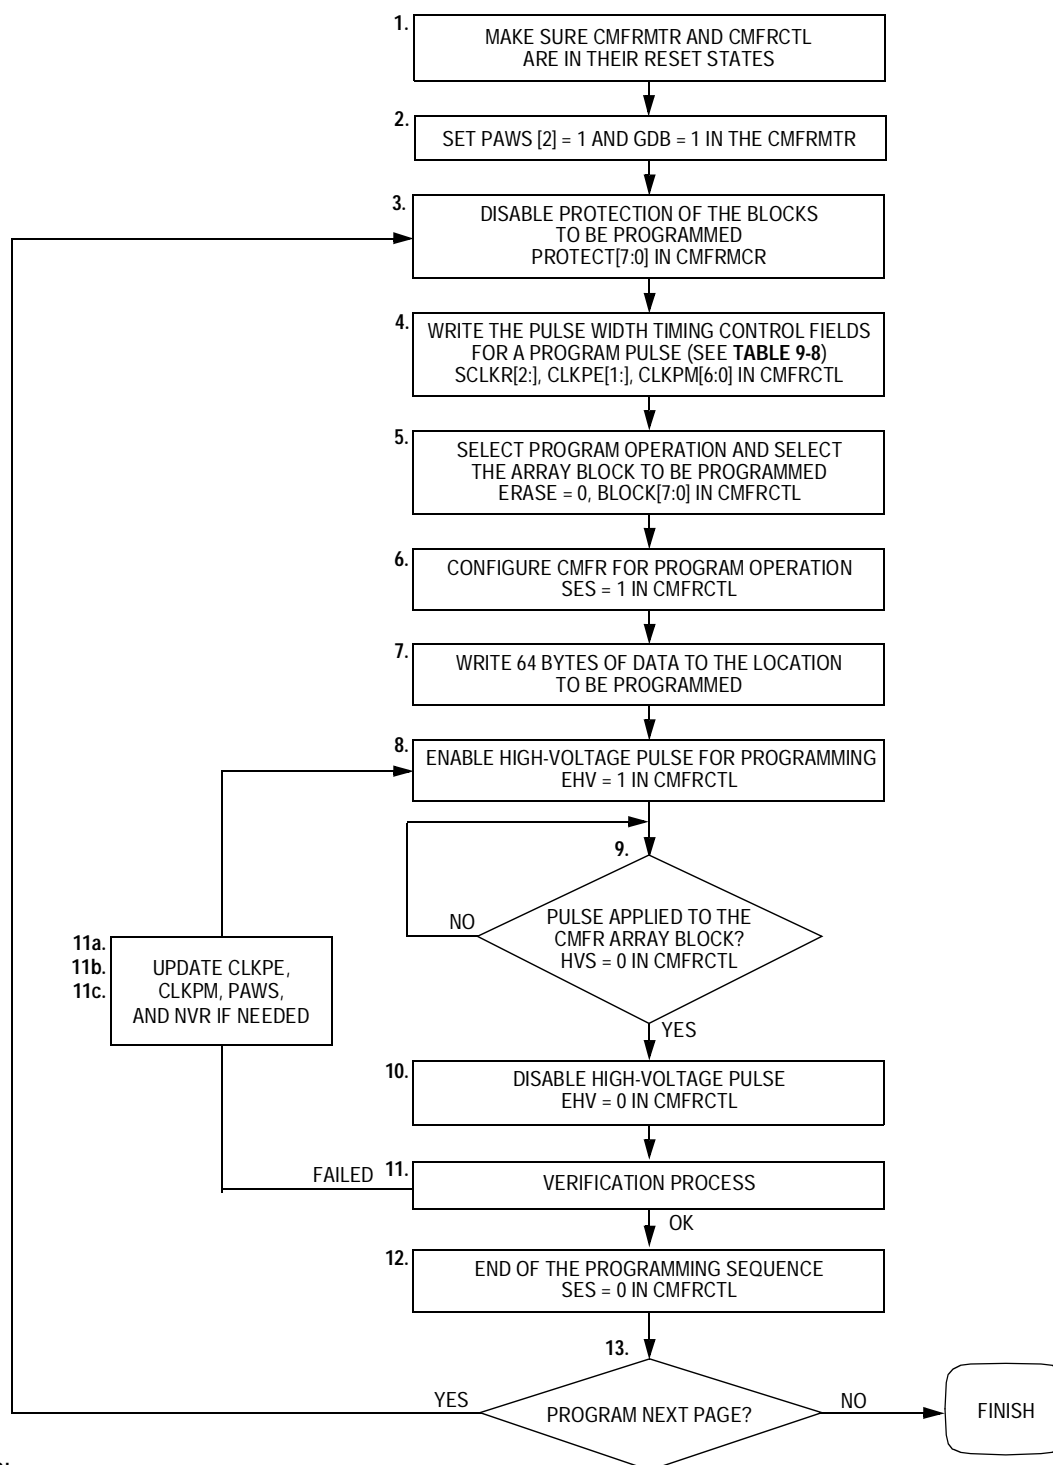 1.
MAKE SURE CMFRMTR AND CMFRCTL
ARE IN THEIR RESET STATES
2.
SET PAWS [2] = 1 AND GDB = 1 IN THE CMFRMTR
3.
DISABLE PROTECTION OF THE BLOCKS
TO BE PROGRAMMED
PROTECT[7:0] IN CMFRMCR
4.
WRITE THE PULSE WIDTH TIMING CONTROL FIELDS
FOR A PROGRAM PULSE (SEE TABLE 9-8)
SCLKR[2:], CLKPE[1:], CLKPM[6:0] IN CMFRCTL
5.
SELECT PROGRAM OPERATION AND SELECT
THE ARRAY BLOCK TO BE PROGRAMMED
ERASE = 0, BLOCK[7:0] IN CMFRCTL
6.
CONFIGURE CMFR FOR PROGRAM OPERATION
SES = 1 IN CMFRCTL
7.
WRITE 64 BYTES OF DATA TO THE LOCATION
TO BE PROGRAMMED
8.
ENABLE HIGH-VOLTAGE PULSE FOR PROGRAMMING
EHV = 1 IN CMFRCTL
9.
PULSE APPLIED TO THE
CMFR ARRAY BLOCK?
HVS = 0 IN CMFRCTL
NO
YES
11a.
11b.
11c.
UPDATE CLKPE,
CLKPM, PAWS,
AND NVR IF NEEDED
10.
DISABLE HIGH-VOLTAGE PULSE
EHV = 0 IN CMFRCTL
FAILED
11.
VERIFICATION PROCESS
OK
12.
END OF THE PROGRAMMING SEQUENCE
SES = 0 IN CMFRCTL
13.
YES
PROGRAM NEXT PAGE?
NO
FINISH